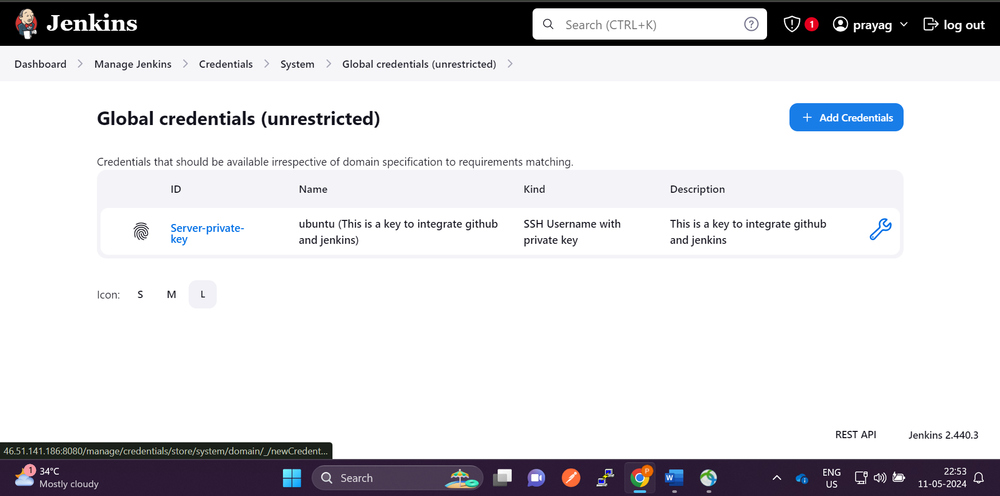 Jenkins
Search (CTRL+K)
?
1
prayag
log out
Dashboard
Manage Jenkins
Credentials
System
Global credentials (unrestricted)
Global credentials (unrestricted)
+ Add Credentials
Credentials that should be available irrespective of domain specification to requirements matching.
ID Name Kind Description
Server-private-
key
ubuntu (This is a key to integrate github
and jenkins)
SSH Username with
private key
This is a key to integrate github
and jenkins
Icon: S M L
REST API
Jenkins 2.440.3
46.51.141.186:8080/manage/credentials/store/system/domain/_/newCredent...
1
34°C
Mostly cloudy
Search
P
W
ENG
US
22:53
11-05-2024